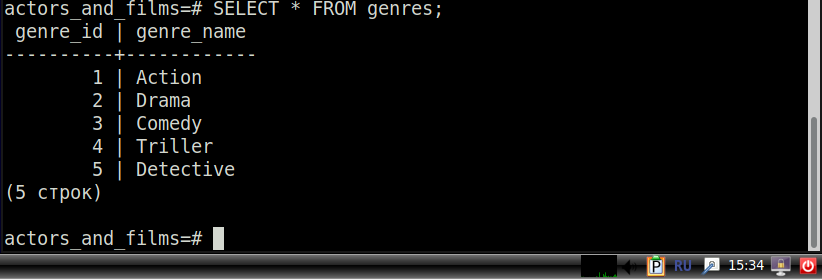 actors_and_films=# SELECT * FROM genres;
 genre_id | genre_name
----------+------------
        1 | Action
        2 | Drama
        3 | Comedy
        4 | Triller
        5 | Detective
(5 строк)
actors_and_films=#
P RU 15:34